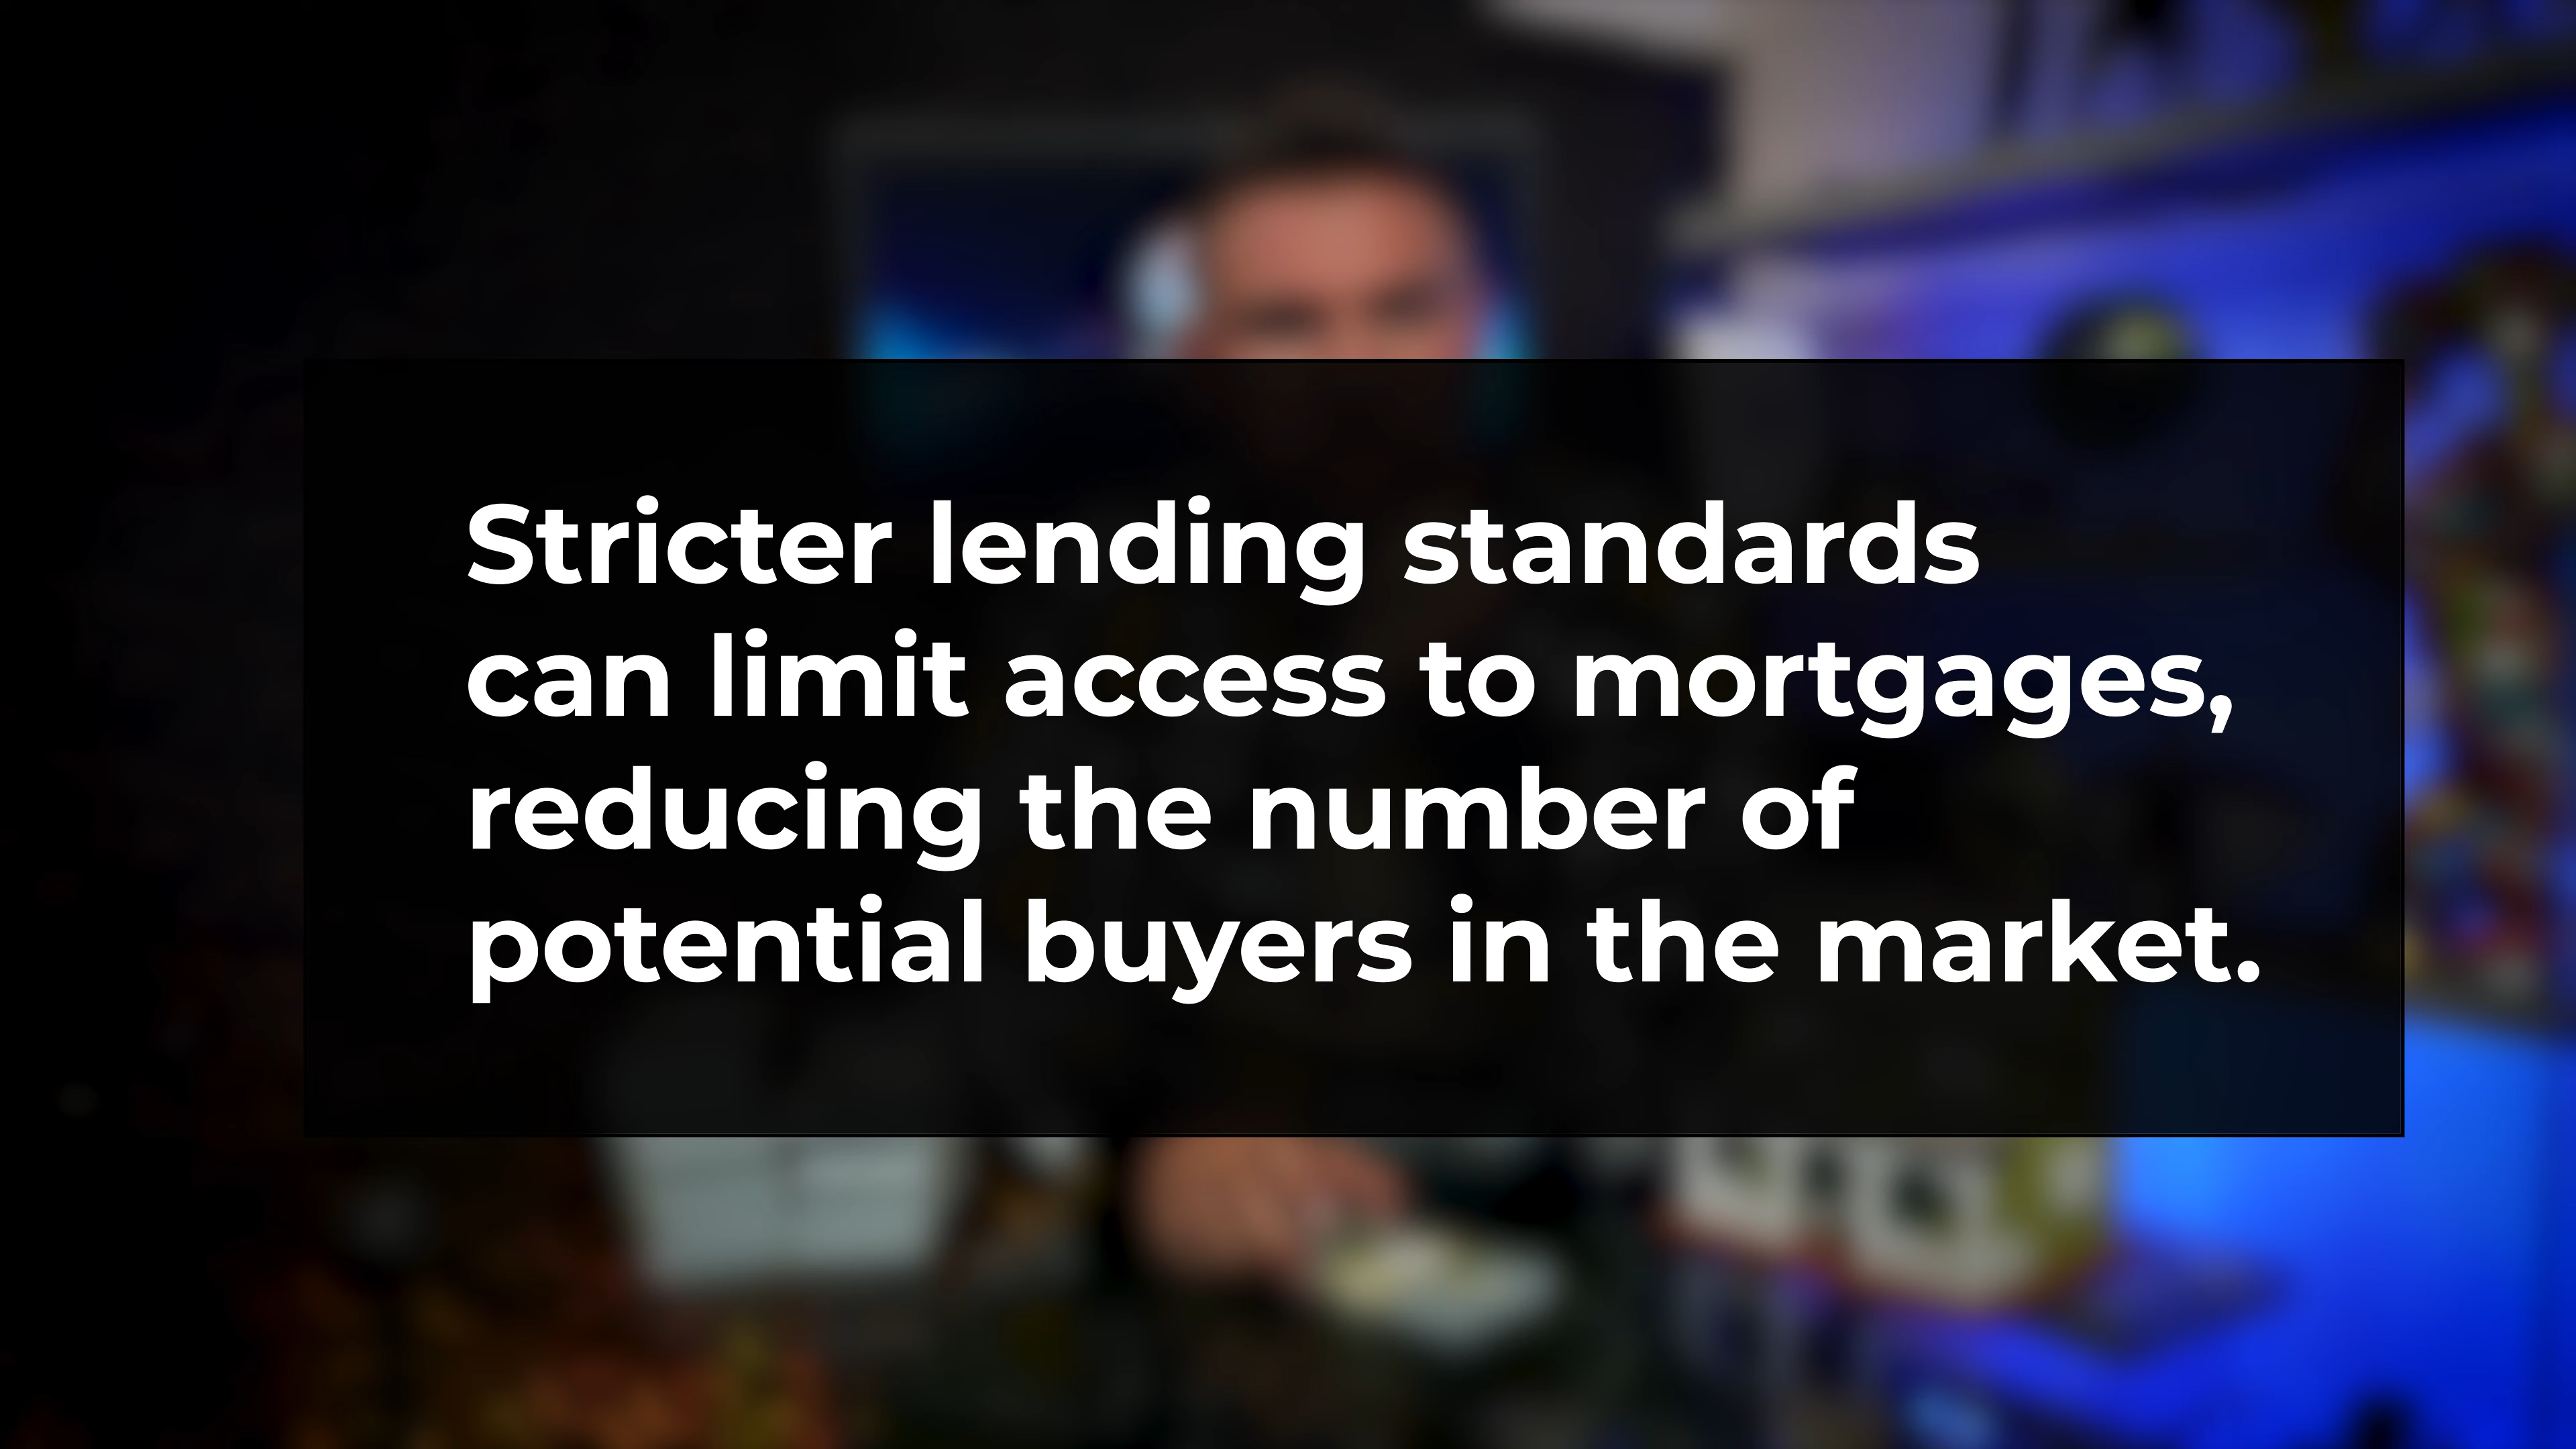 Stricter lending standards
can limit access to mortgages,
reducing the number of
potential buyers in the market.